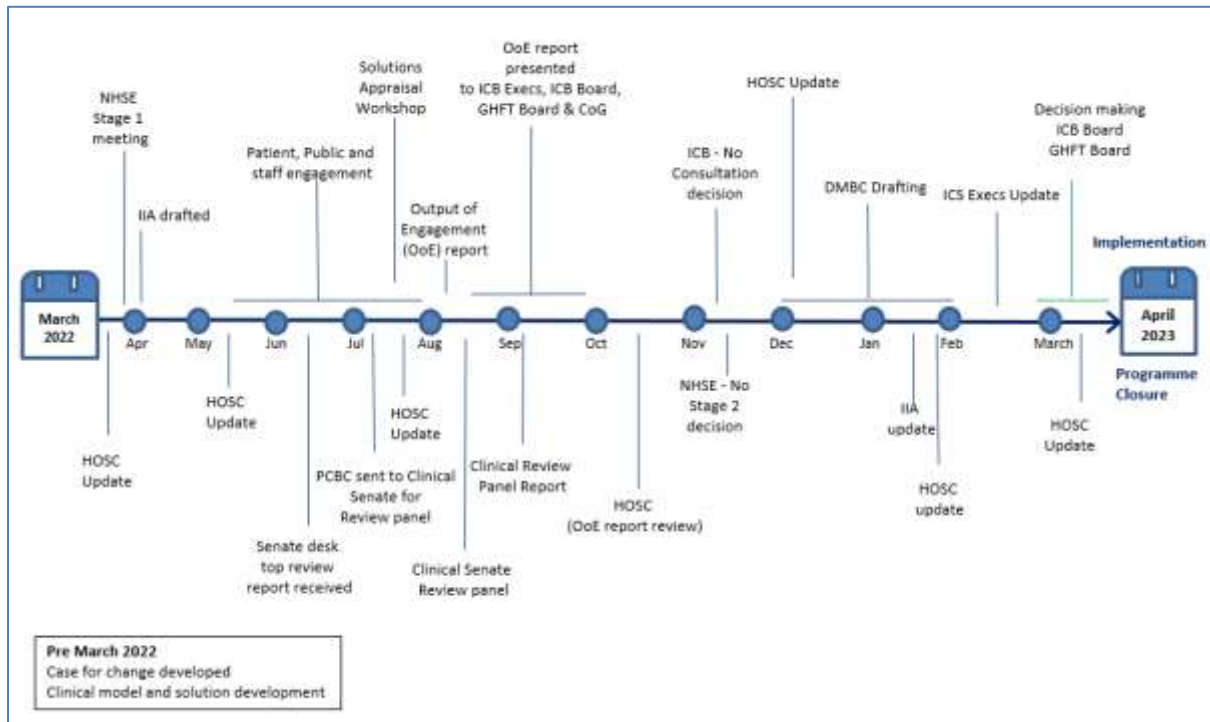 NHSE
Stage 1
meeting
IIA drafted
Patient, Public and
staff engagement
Solutions
Appraisal
Workshop
Output of
Engagement
(OoE) report
OoE report
presented
to ICB Execs, ICB Board,
GHFT Board & CoG
ICB - No
Consultation
decision
HOSC Update
DMBC Drafting
ICS Execs Update
Decision making
ICB Board
GHFT Board
Implementation
March
2022
Apr
May
Jun
Jul
Aug
Sep
Oct
Nov
Dec
Jan
Feb
March
April
2023
Programme
Closure
HOSC
Update
HOSC
Update
Senate desk
top review
report received
PCBC sent to Clinical
Senate for
Review panel
HOSC
Update
Clinical Senate
Review panel
Clinical Review
Panel Report
HOSC
(OoE report review)
NHSE - No
Stage 2
decision
IIA
update
HOSC
update
HOSC
Update
Pre March 2022
Case for change developed
Clinical model and solution development